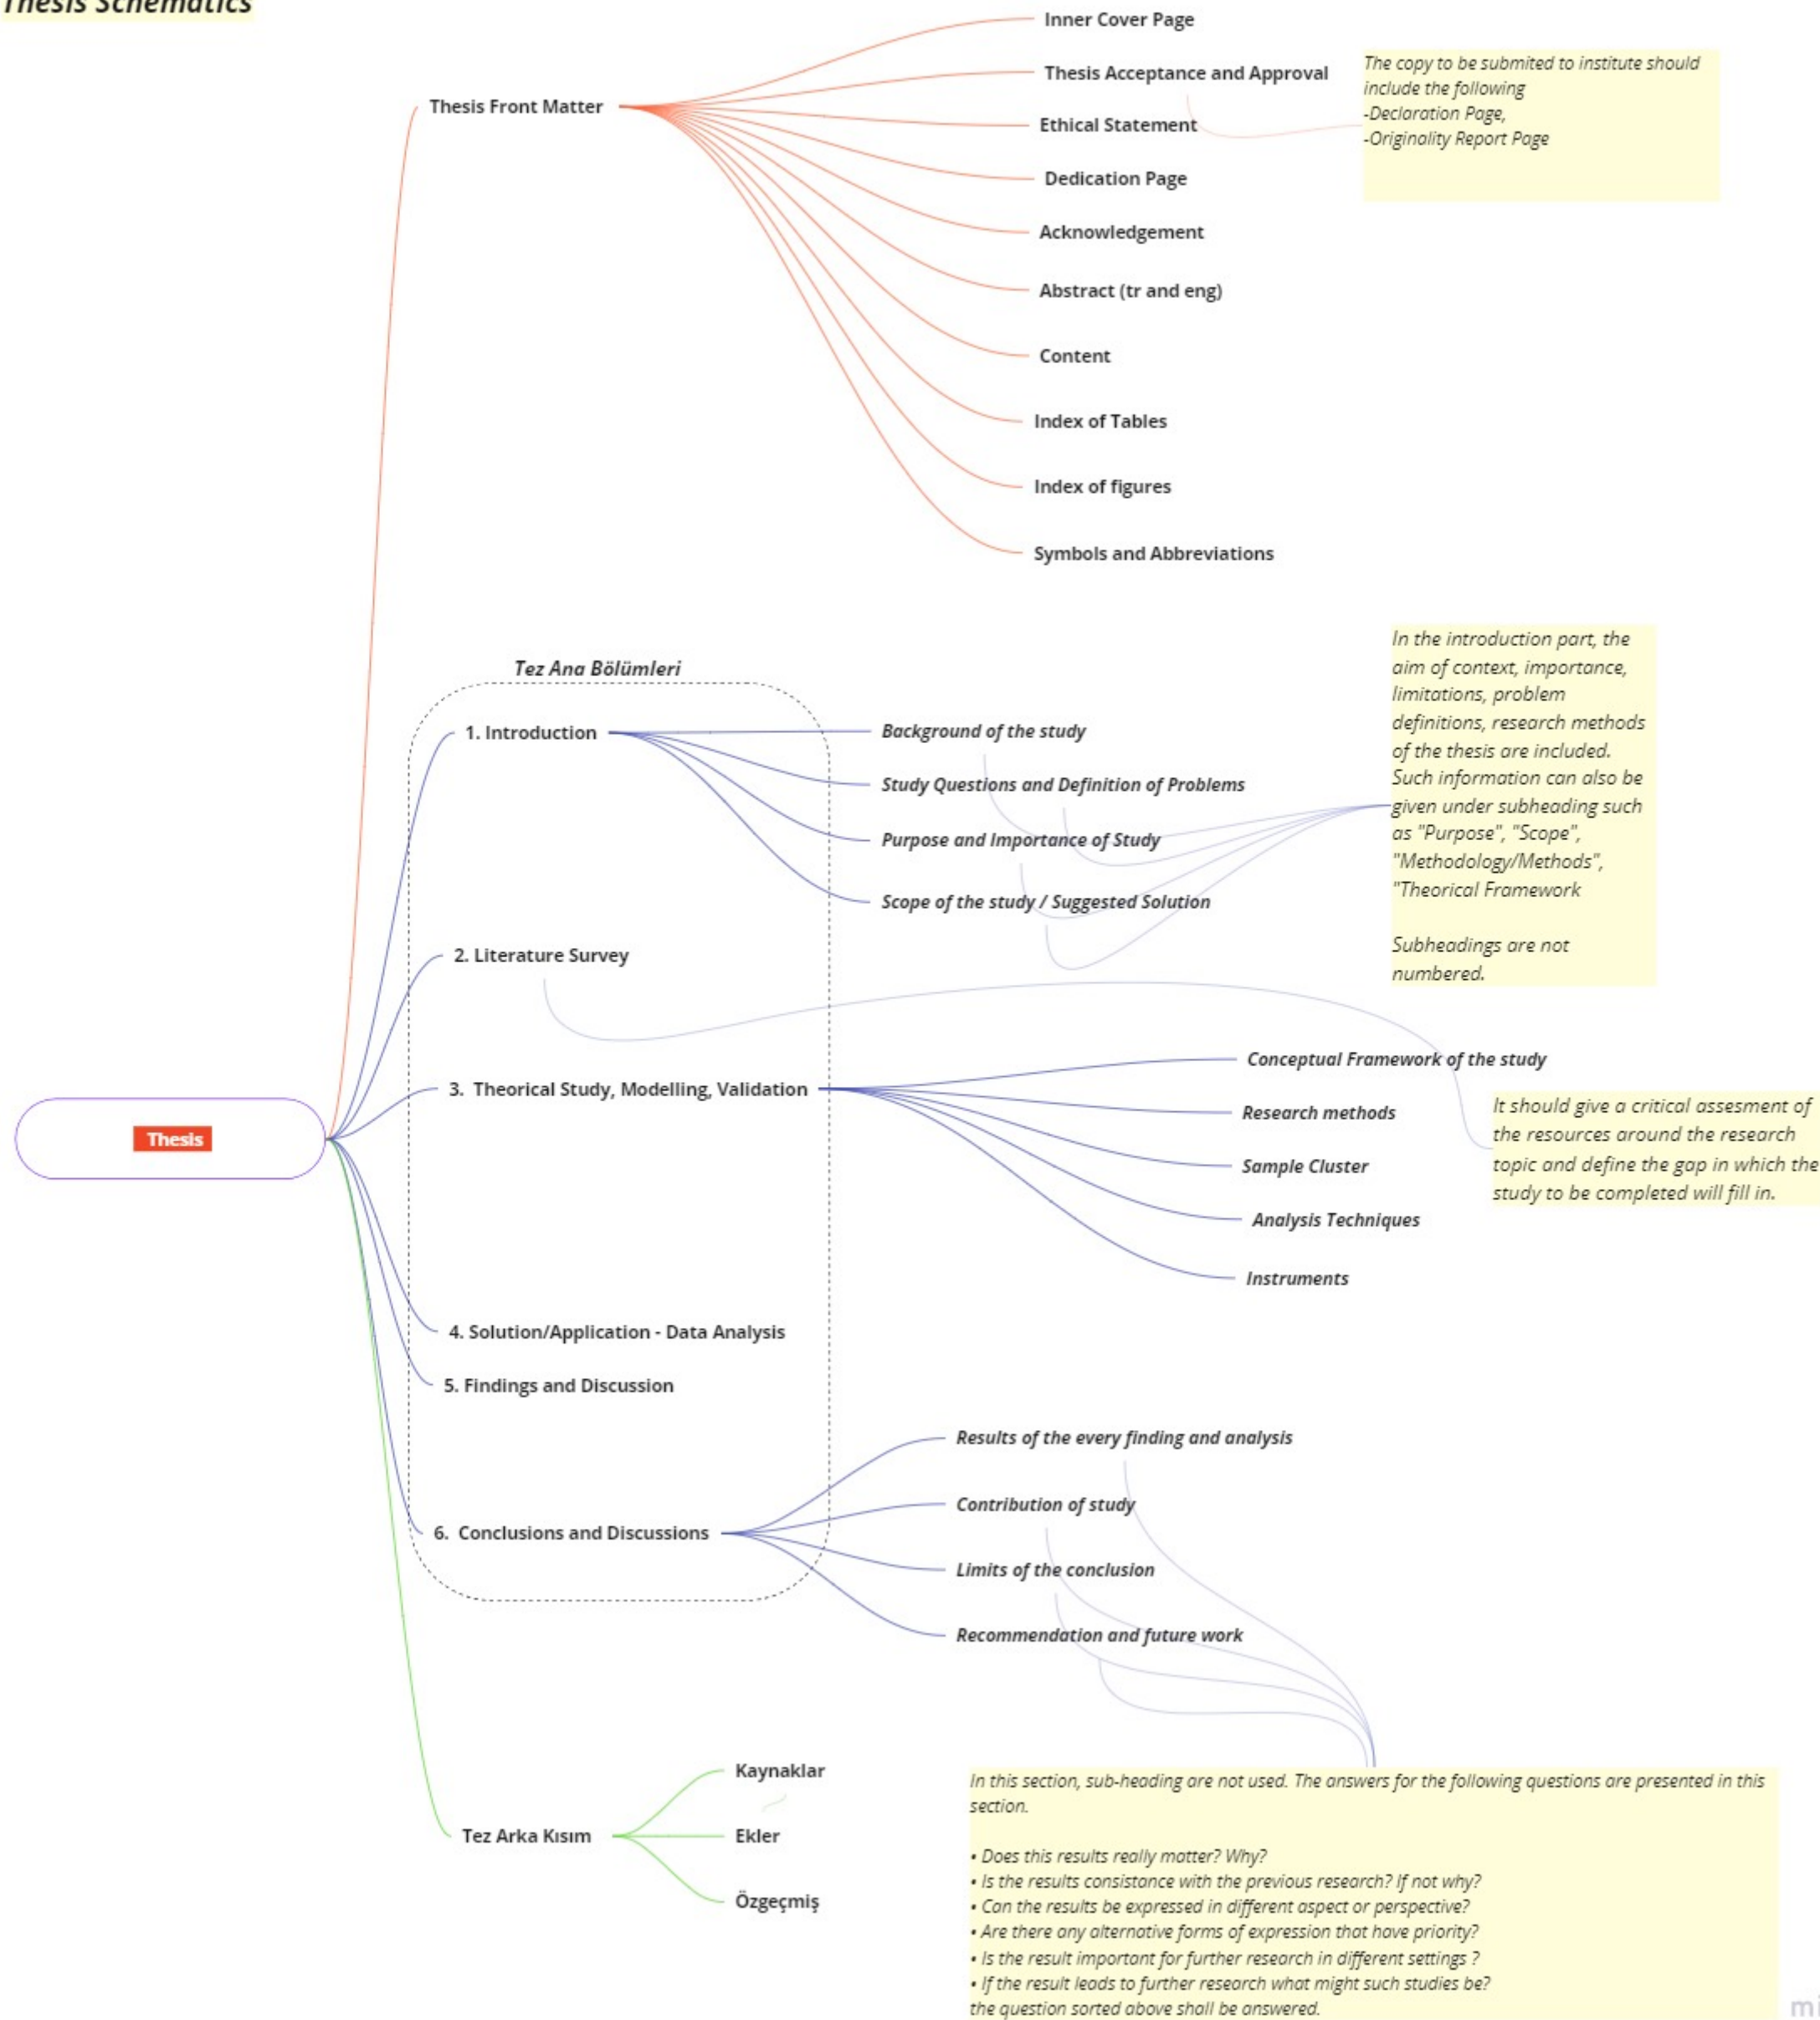 Thesis Schematics
Inner Cover Page
Thesis Acceptance and Approval
Thesis Front Matter
Ethical Statement
Dedication Page
Acknowledgement
Abstract (tr and eng)
Content
Index of Tables
Index of figures
Symbols and Abbreviations
The copy to be submited to institute should
include the following
-Declaration Page,
-Originality Report Page
Tez Ana Bölümleri
1. Introduction
Background of the study
Study Questions and Definition of Problems
Purpose and Importance of Study
Scope of the study / Suggested Solution
In the introduction part, the
aim of context, importance,
limitations, problem
definitions, research methods
of the thesis are included.
Such information can also be
given under subheading such
as "Purpose", "Scope",
"Methodology/Methods",
"Theorical Framework
Subheadings are not
numbered.
2. Literature Survey
3. Theorical Study, Modelling, Validation
Conceptual Framework of the study
Research methods
Sample Cluster
Analysis Techniques
Instruments
It should give a critical assesment of
the resources around the research
topic and define the gap in which the
study to be completed will fill in.
Thesis
4. Solution/Application - Data Analysis
5. Findings and Discussion
6. Conclusions and Discussions
Results of the every finding and analysis
Contribution of study
Limits of the conclusion
Recommendation and future work
Tez Arka Kısım
Kaynaklar
Ekler
Özgeçmiş
In this section, sub-heading are not used. The answers for the following questions are presented in this
section.
• Does this results really matter? Why?
• Is the results consistance with the previous research? If not why?
• Can the results be expressed in different aspect or perspective?
• Are there any alternative forms of expression that have priority?
• Is the result important for further research in different settings ?
• If the result leads to further research what might such studies be?
the question sorted above shall be answered.